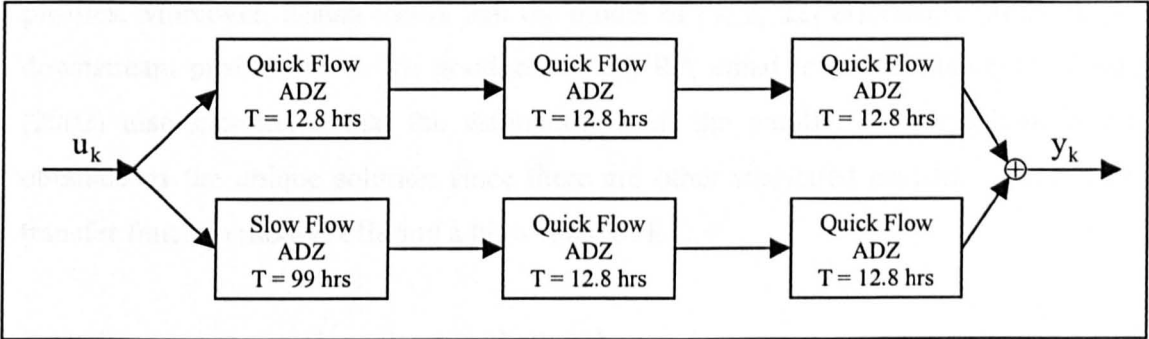 Quick Flow
ADZ
T = 12.8 hrs
Quick Flow
ADZ
T = 12.8 hrs
Quick Flow
ADZ
T = 12.8 hrs
u_k
y_k
Slow Flow
ADZ
T = 99 hrs
Quick Flow
ADZ
T = 12.8 hrs
Quick Flow
ADZ
T = 12.8 hrs